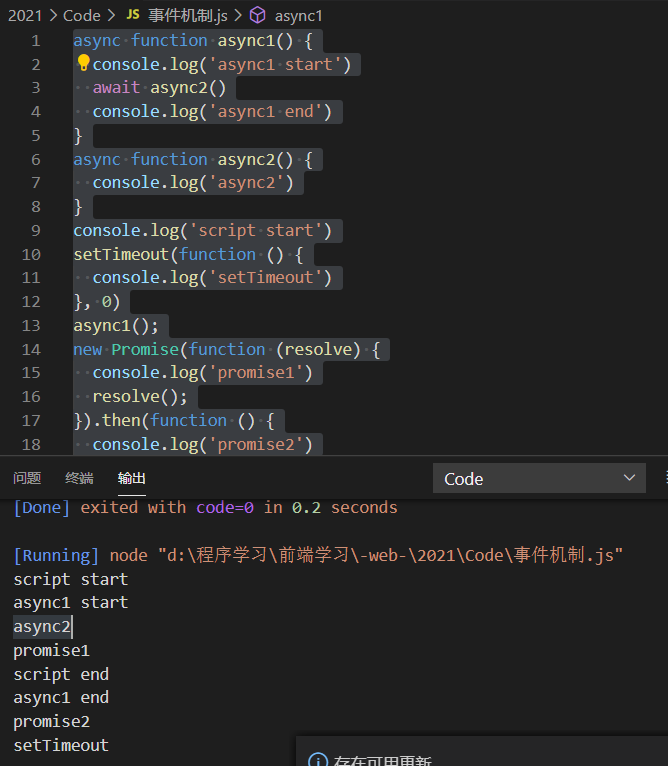 2021 > Code > JS 事件机制.js > async1
1 async function async1() {
2 console.log('async1 start')
3 await async2()
4 console.log('async1 end')
5 }
6 async function async2() {
7 console.log('async2')
8 }
9 console.log('script start')
10 setTimeout(function () {
11 console.log('setTimeout')
12 }, 0)
13 async1();
14 new Promise(function (resolve) {
15 console.log('promise1')
16 resolve();
17 }).then(function () {
18 console.log('promise2')
问题 终端 输出 Code
[Done] exited with code=0 in 0.2 seconds
[Running] node "d:\程序学习\前端学习\-web-\2021\Code\事件机制.js"
script start
async1 start
async2
promise1
script end
async1 end
promise2
setTimeout
存在可用更新